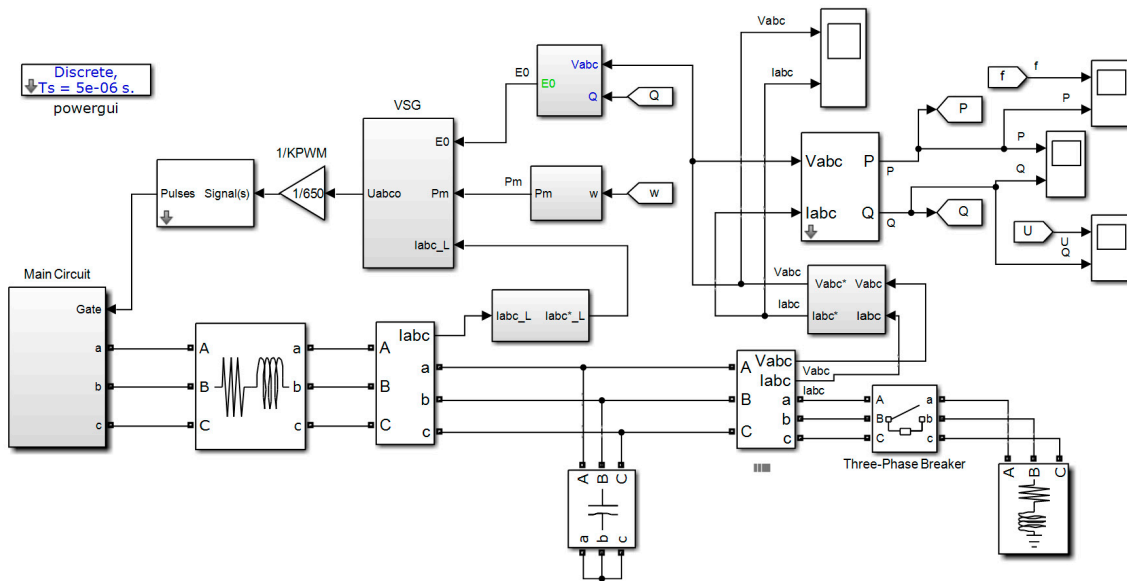 Discrete,
Ts = 5e-06 s.
powergui
Vabc
Iabc
E0
Vabc
E0
Q
Q
f
f
P
P
VSG
E0
Pm
Uabco
Iabc_L
1/KPWM
1/650
Pulses
Signal(s)
Pm
Pm
w
w
Vabc
Iabc
P
Q
P
Q
P
Q
Q
U
U
Q
Main Circuit
Gate
a
b
c
A
B
C
a
b
c
Iabc_L
Iabc*_L
Vabc
Iabc
Vabc*
Vabc
Iabc*
Iabc
Iabc
A
B
C
a
b
c
A
B
C
Vabc
Iabc
a
b
c
Vabc
Iabc
A
B
C
a
b
c
Three-Phase Breaker
A
B
C
a
b
c
A
B
C